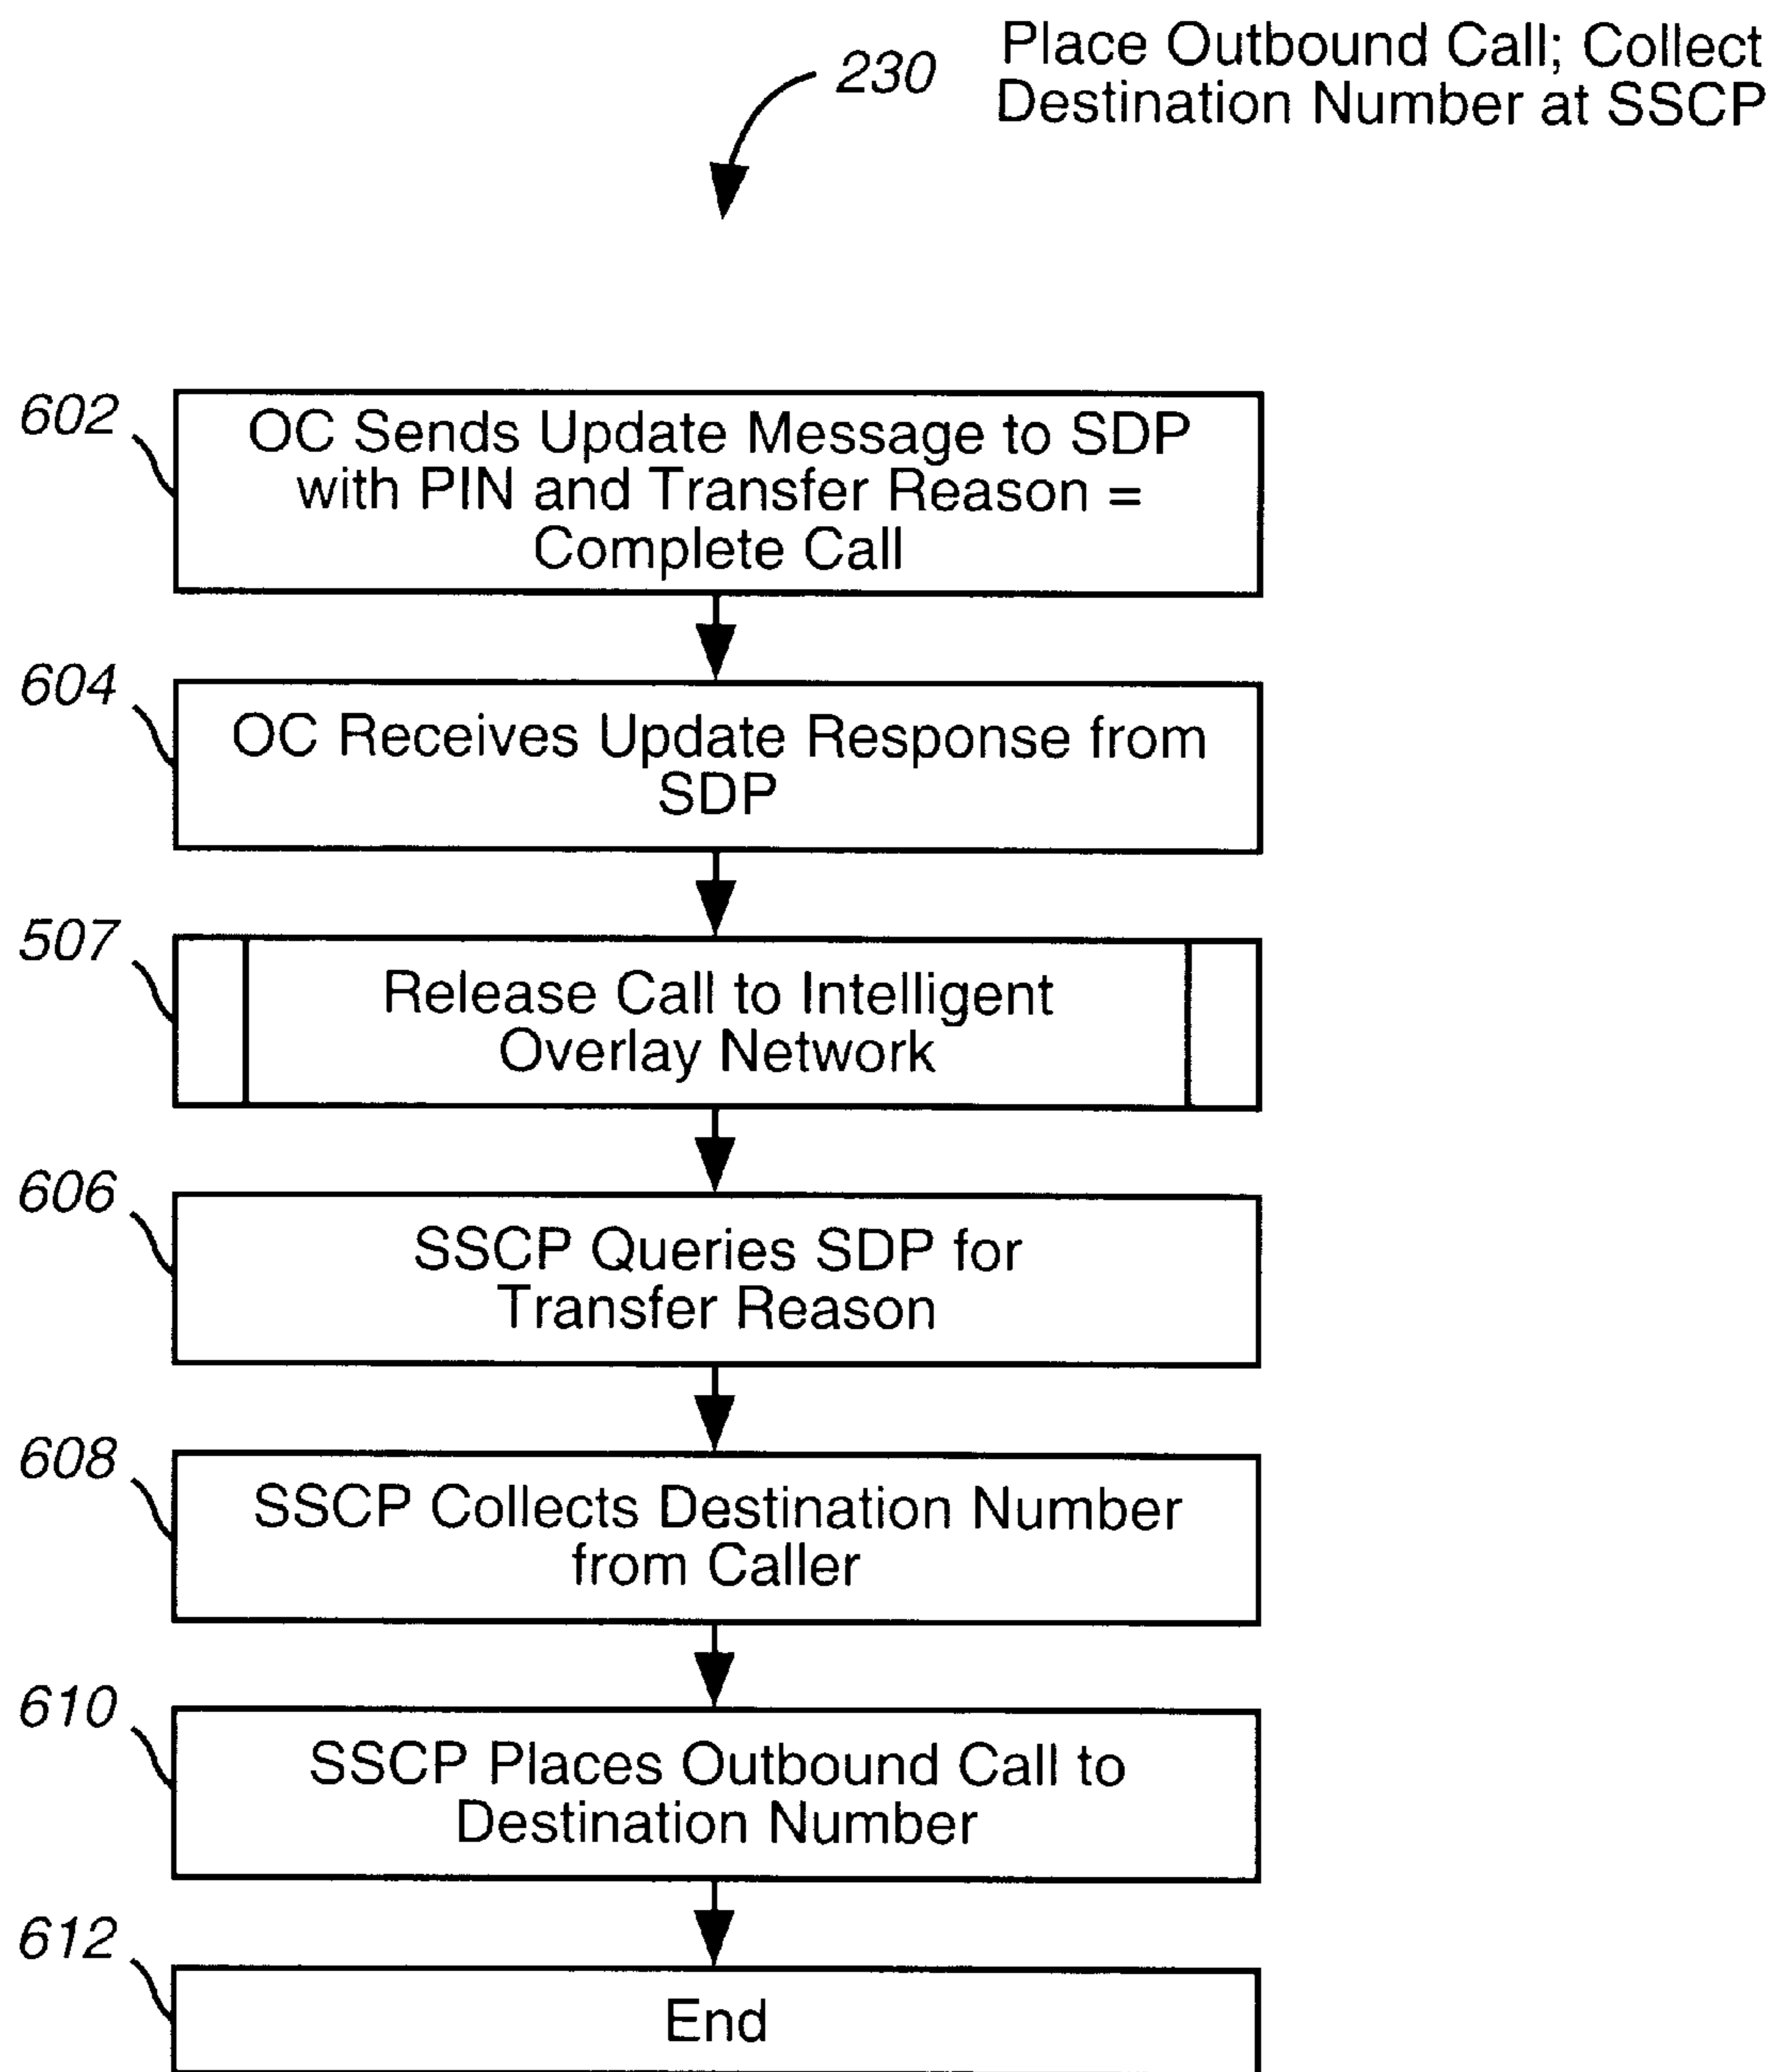 230
Place Outbound Call; Collect
Destination Number at SSCP
602
OC Sends Update Message to SDP
with PIN and Transfer Reason =
Complete Call
604
OC Receives Update Response from
SDP
507
Release Call to Intelligent
Overlay Network
606
SSCP Queries SDP for
Transfer Reason
608
SSCP Collects Destination Number
from Caller
610
SSCP Places Outbound Call to
Destination Number
612
End